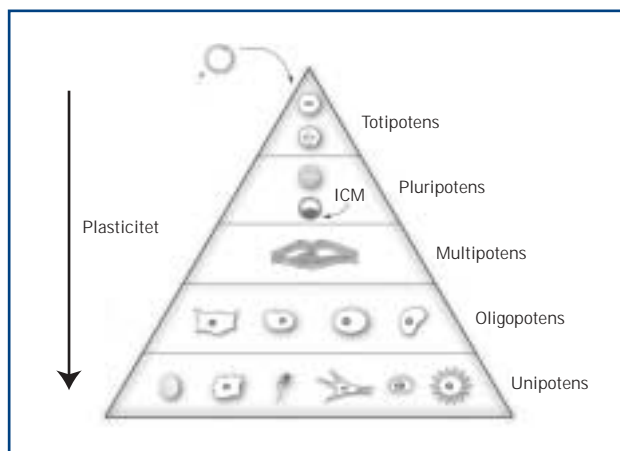 Totipotens
ICM
Pluripotens
Plasticitet
Multipotens
Oligopotens
Unipotens